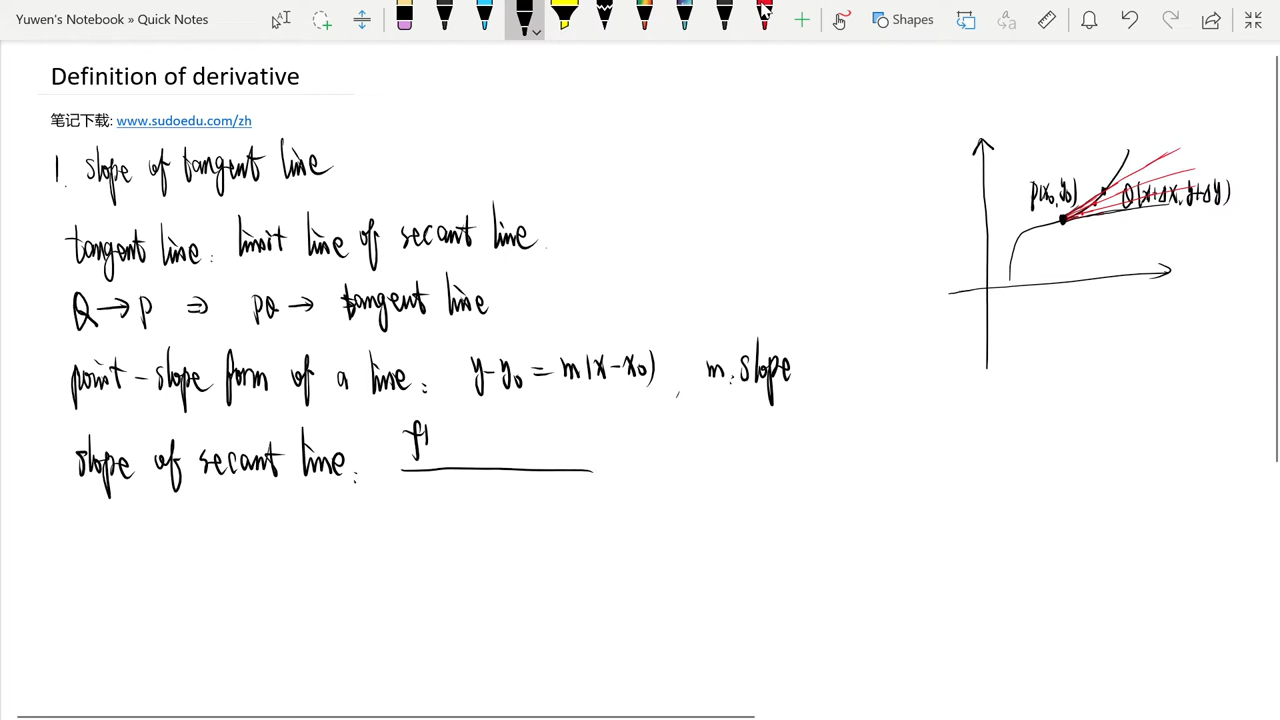 Yuwen's Notebook » Quick Notes
Shapes
Definition of derivative
笔记下载: www.sudoedu.com/zh
1. slope of tangent line
tangent line: limit line of secant line.
Q → P ⇒ PQ → tangent line
point-slope form of a line: y-y₀ = m(x-x₀), m: slope
slope of secant line: f(
P(x₀, y₀)
Q(x+Δx, y+Δy)